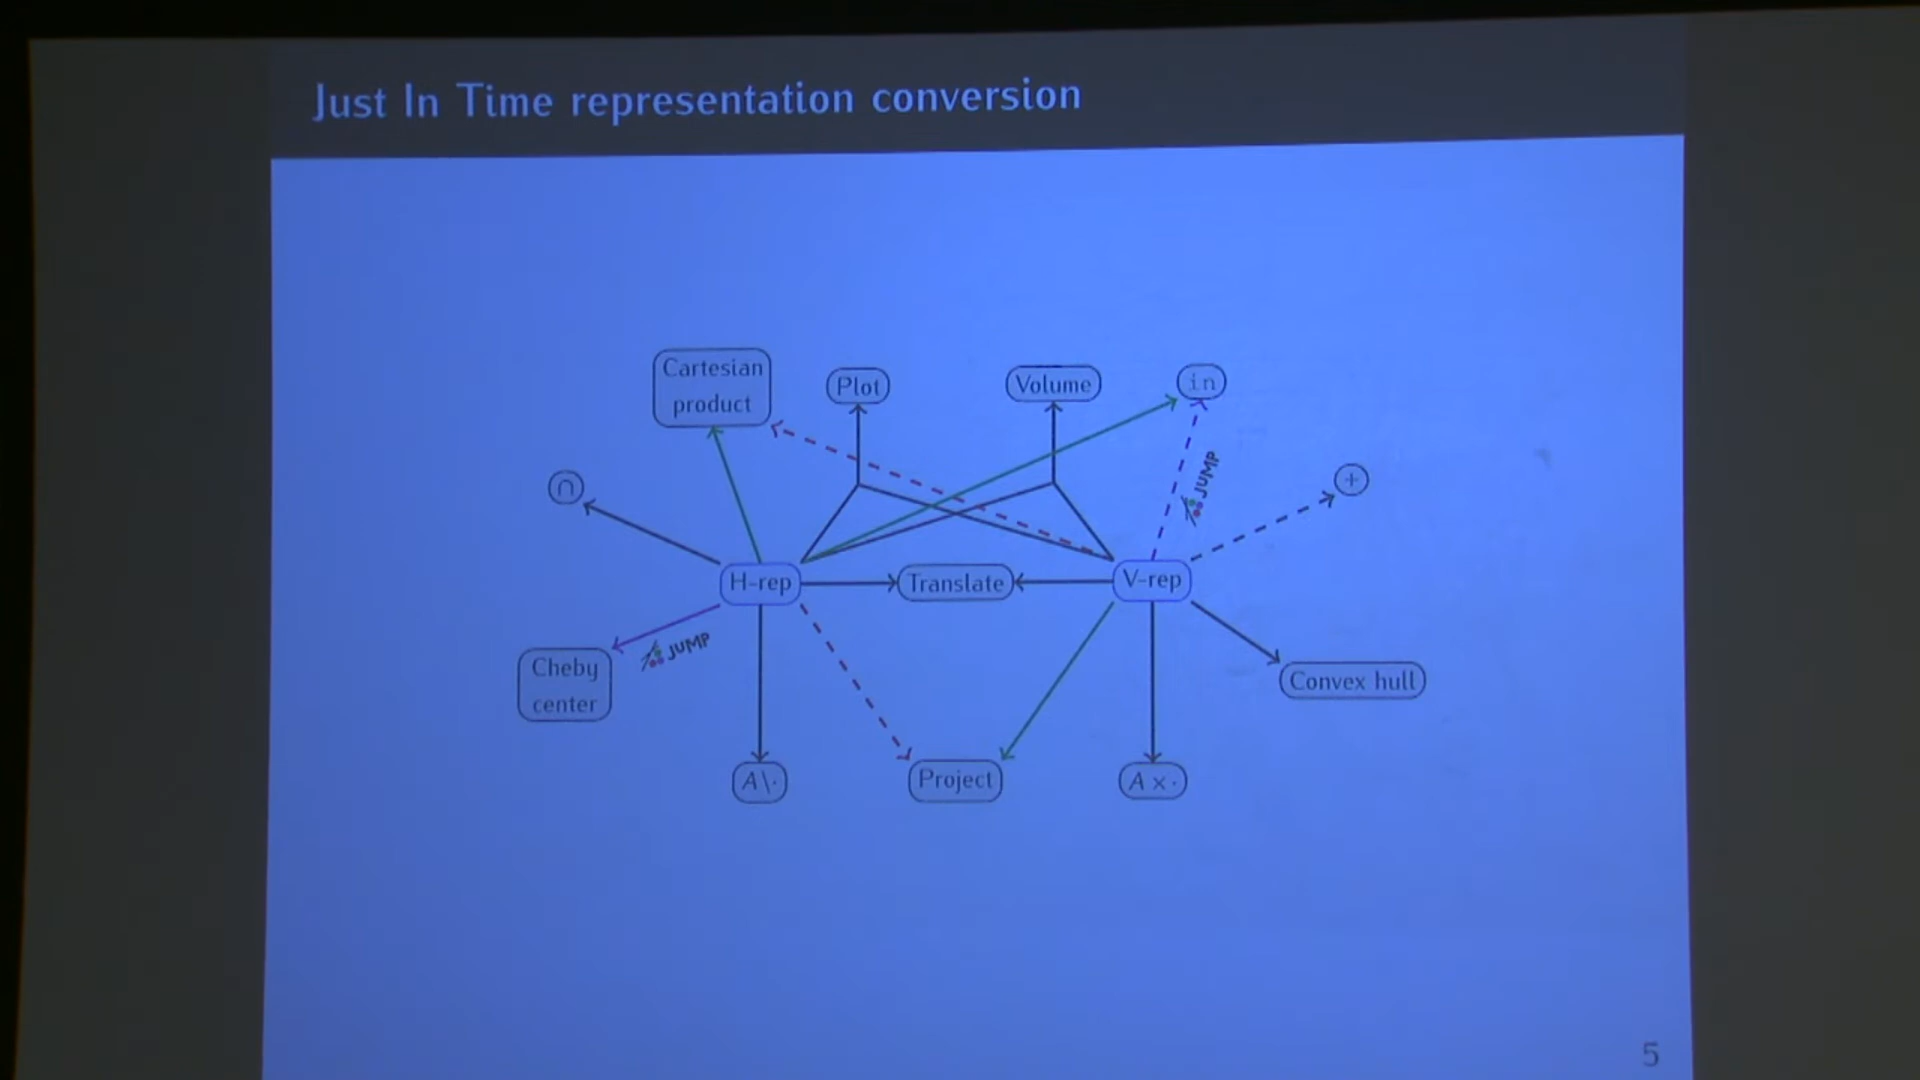 Just In Time representation conversion
Cartesian
product
Plot
Volume
in
∩
JUMP
+
H-rep
Translate
V-rep
JUMP
Cheby
center
Convex hull
A\·
Project
A × ·
5